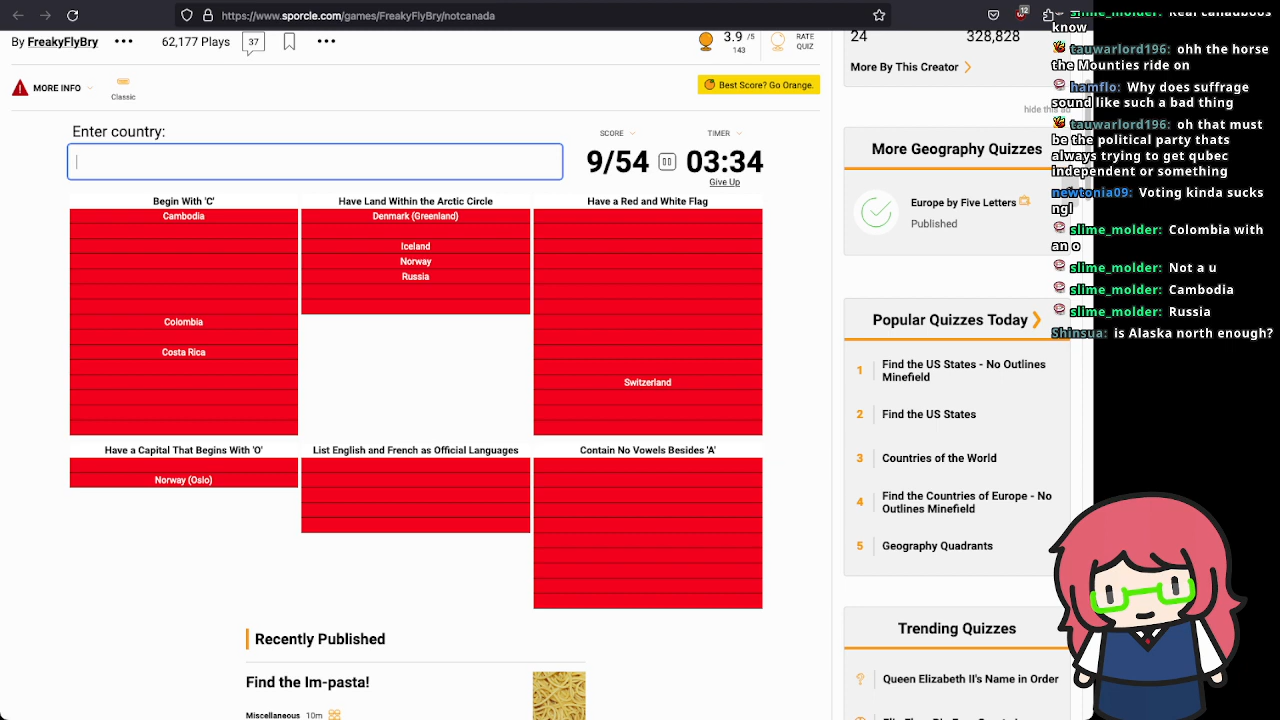 https://www.sporcle.com/games/FreakyFlyBry/notcanada
12
By FreakyFlyBry
62,177 Plays
37
3.9 /5
143
RATE
QUIZ
MORE INFO
Classic
Best Score? Go Orange.
Enter country:
SCORE
TIMER
9/54
03:34
Give Up
Begin With 'C'
Cambodia
Colombia
Costa Rica
Have Land Within the Arctic Circle
Denmark (Greenland)
Iceland
Norway
Russia
Have a Red and White Flag
Switzerland
Have a Capital That Begins With 'O'
Norway (Oslo)
List English and French as Official Languages
Contain No Vowels Besides 'A'
Recently Published
Find the Im-pasta!
Miscellaneous 10m
24
328,828
More By This Creator
hide this ad
More Geography Quizzes
Europe by Five Letters
Published
Popular Quizzes Today
1 Find the US States - No Outlines
Minefield
2 Find the US States
3 Countries of the World
4 Find the Countries of Europe - No
Outlines Minefield
5 Geography Quadrants
Trending Quizzes
Queen Elizabeth II's Name in Order
know
tauwarlord196: ohh the horse
the Mounties ride on
hamflo: Why does suffrage
sound like such a bad thing
tauwarlord196: oh that must
be the political party thats
always trying to get qubec
independent or something
newtonia09: Voting kinda sucks
ngl
slime_molder: Colombia with
an o
slime_molder: Not a u
slime_molder: Cambodia
slime_molder: Russia
Shinsua: is Alaska north enough?